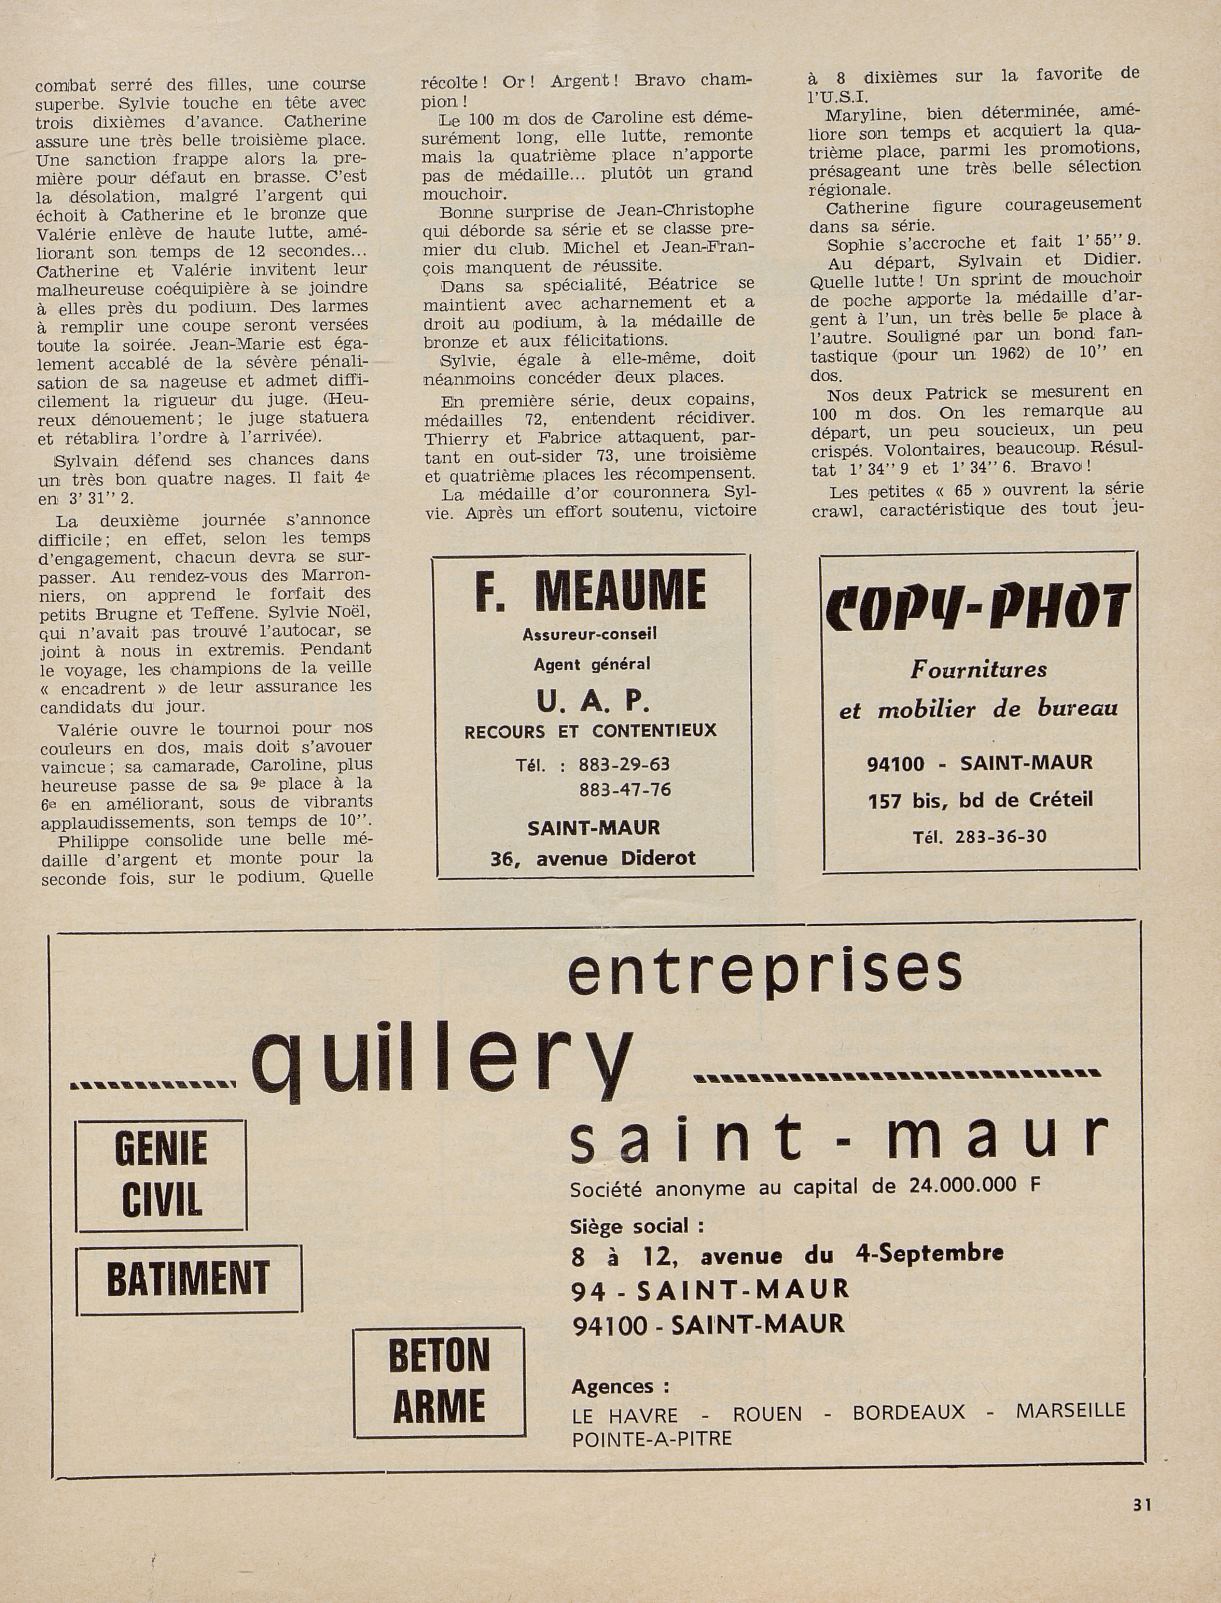 combat serré des filles, une course
superbe. Sylvie touche en tête avec
trois dixièmes d'avance. Catherine
assure une très belle troisième place.
Une sanction frappe alors la pre-
mière pour défaut en brasse. C'est
la désolation, malgré l'argent qui
échoit à Catherine et le bronze que
Valérie enlève de haute lutte, amé-
liorant son temps de 12 secondes...
Catherine et Valérie invitent leur
malheureuse coéquipière à se joindre
à elles près du podium. Des larmes
à remplir une coupe seront versées
toute la soirée. Jean-Marie est éga-
lement accablé de la sévère pénali-
sation de sa nageuse et admet diffi-
cilement la rigueur du juge. (Heu-
reux dénouement ; le juge statuera
et rétablira l'ordre à l'arrivée).
Sylvain défend ses chances dans
un très bon quatre nages. Il fait 4e
en 3' 31'' 2.
La deuxième journée s'annonce
difficile ; en effet, selon les temps
d'engagement, chacun devra se sur-
passer. Au rendez-vous des Marron-
niers, on apprend le forfait des
petits Brugne et Teffene. Sylvie Noël,
qui n'avait pas trouvé l'autocar, se
joint à nous in extremis. Pendant
le voyage, les champions de la veille
« encadrent » de leur assurance les
candidats du jour.
Valérie ouvre le tournoi pour nos
couleurs en dos, mais doit s'avouer
vaincue ; sa camarade, Caroline, plus
heureuse passe de sa 9e place à la
6e en améliorant, sous de vibrants
applaudissements, son temps de 10''.
Philippe consolide une belle mé-
daille d'argent et monte pour la
seconde fois, sur le podium. Quelle
récolte ! Or ! Argent ! Bravo cham-
pion !
Le 100 m dos de Caroline est déme-
surément long, elle lutte, remonte
mais la quatrième place n'apporte
pas de médaille... plutôt un grand
mouchoir.
Bonne surprise de Jean-Christophe
qui déborde sa série et se classe pre-
mier du club. Michel et Jean-Fran-
çois manquent de réussite.
Dans sa spécialité, Béatrice se
maintient avec acharnement et a
droit au podium, à la médaille de
bronze et aux félicitations.
Sylvie, égale à elle-même, doit
néanmoins concéder deux places.
En première série, deux copains,
médailles 72, entendent récidiver.
Thierry et Fabrice attaquent, par-
tant en out-sider 73, une troisième
et quatrième places les récompensent.
La médaille d'or couronnera Syl-
vie. Après un effort soutenu, victoire
à 8 dixièmes sur la favorite de
l'U.S.I.
Maryline, bien déterminée, amé-
liore son temps et acquiert la qua-
trième place, parmi les promotions,
présageant une très belle sélection
régionale.
Catherine figure courageusement
dans sa série.
Sophie s'accroche et fait 1' 55'' 9.
Au départ, Sylvain et Didier.
Quelle lutte ! Un sprint de mouchoir
de poche apporte la médaille d'ar-
gent à l'un, un très belle 5e place à
l'autre. Souligné par un bond fan-
tastique (pour un 1962) de 10'' en
dos.
Nos deux Patrick se mesurent en
100 m dos. On les remarque au
départ, un peu soucieux, un peu
crispés. Volontaires, beaucoup. Résul-
tat 1' 34'' 9 et 1' 34'' 6. Bravo !
Les petites « 65 » ouvrent la série
crawl, caractéristique des tout jeu-
F. MEAUME
Assureur-conseil
Agent général
U. A. P.
RECOURS ET CONTENTIEUX
Tél. : 883-29-63
883-47-76
SAINT-MAUR
36, avenue Diderot
COPY-PHOT
Fournitures
et mobilier de bureau
94100 - SAINT-MAUR
157 bis, bd de Créteil
Tél. 283-36-30
entreprises
quillery
saint-maur
GENIE
CIVIL
BATIMENT
BETON
ARME
Société anonyme au capital de 24.000.000 F
Siège social :
8 à 12, avenue du 4-Septembre
94 - SAINT-MAUR
94100 - SAINT-MAUR
Agences :
LE HAVRE - ROUEN - BORDEAUX - MARSEILLE
POINTE-A-PITRE
31